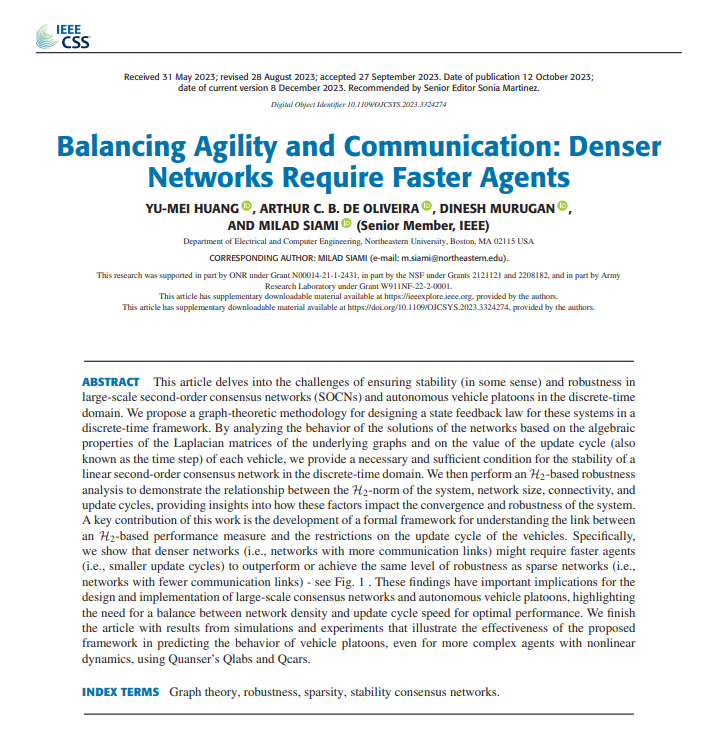 IEEE
CSS
Received 31 May 2023; revised 28 August 2023; accepted 27 September 2023. Date of publication 12 October 2023;
date of current version 8 December 2023. Recommended by Senior Editor Sonia Martinez.
Digital Object Identifier 10.1109/OJCSYS.2023.3324274
Balancing Agility and Communication: Denser
Networks Require Faster Agents
YU-MEI HUANG, ARTHUR C. B. DE OLIVEIRA, DINESH MURUGAN,
AND MILAD SIAMI (Senior Member, IEEE)
Department of Electrical and Computer Engineering, Northeastern University, Boston, MA 02115 USA
CORRESPONDING AUTHOR: MILAD SIAMI (e-mail: m.siami@northeastern.edu).
This research was supported in part by ONR under Grant N00014-21-1-2431, in part by the NSF under Grants 2121121 and 2208182, and in part by Army
Research Laboratory under Grant W911NF-22-2-0001.
This article has supplementary downloadable material available at https://ieeexplore.ieee.org, provided by the authors.
This article has supplementary downloadable material available at https://doi.org/10.1109/OJCSYS.2023.3324274, provided by the authors.
ABSTRACT This article delves into the challenges of ensuring stability (in some sense) and robustness in
large-scale second-order consensus networks (SOCNs) and autonomous vehicle platoons in the discrete-time
domain. We propose a graph-theoretic methodology for designing a state feedback law for these systems in a
discrete-time framework. By analyzing the behavior of the solutions of the networks based on the algebraic
properties of the Laplacian matrices of the underlying graphs and on the value of the update cycle (also
known as the time step) of each vehicle, we provide a necessary and sufficient condition for the stability of a
linear second-order consensus network in the discrete-time domain. We then perform an ℋ₂-based robustness
analysis to demonstrate the relationship between the ℋ₂-norm of the system, network size, connectivity, and
update cycles, providing insights into how these factors impact the convergence and robustness of the system.
A key contribution of this work is the development of a formal framework for understanding the link between
an ℋ₂-based performance measure and the restrictions on the update cycle of the vehicles. Specifically,
we show that denser networks (i.e., networks with more communication links) might require faster agents
(i.e., smaller update cycles) to outperform or achieve the same level of robustness as sparse networks (i.e.,
networks with fewer communication links) - see Fig. 1 . These findings have important implications for the
design and implementation of large-scale consensus networks and autonomous vehicle platoons, highlighting
the need for a balance between network density and update cycle speed for optimal performance. We finish
the article with results from simulations and experiments that illustrate the effectiveness of the proposed
framework in predicting the behavior of vehicle platoons, even for more complex agents with nonlinear
dynamics, using Quanser's Qlabs and Qcars.
INDEX TERMS Graph theory, robustness, sparsity, stability consensus networks.